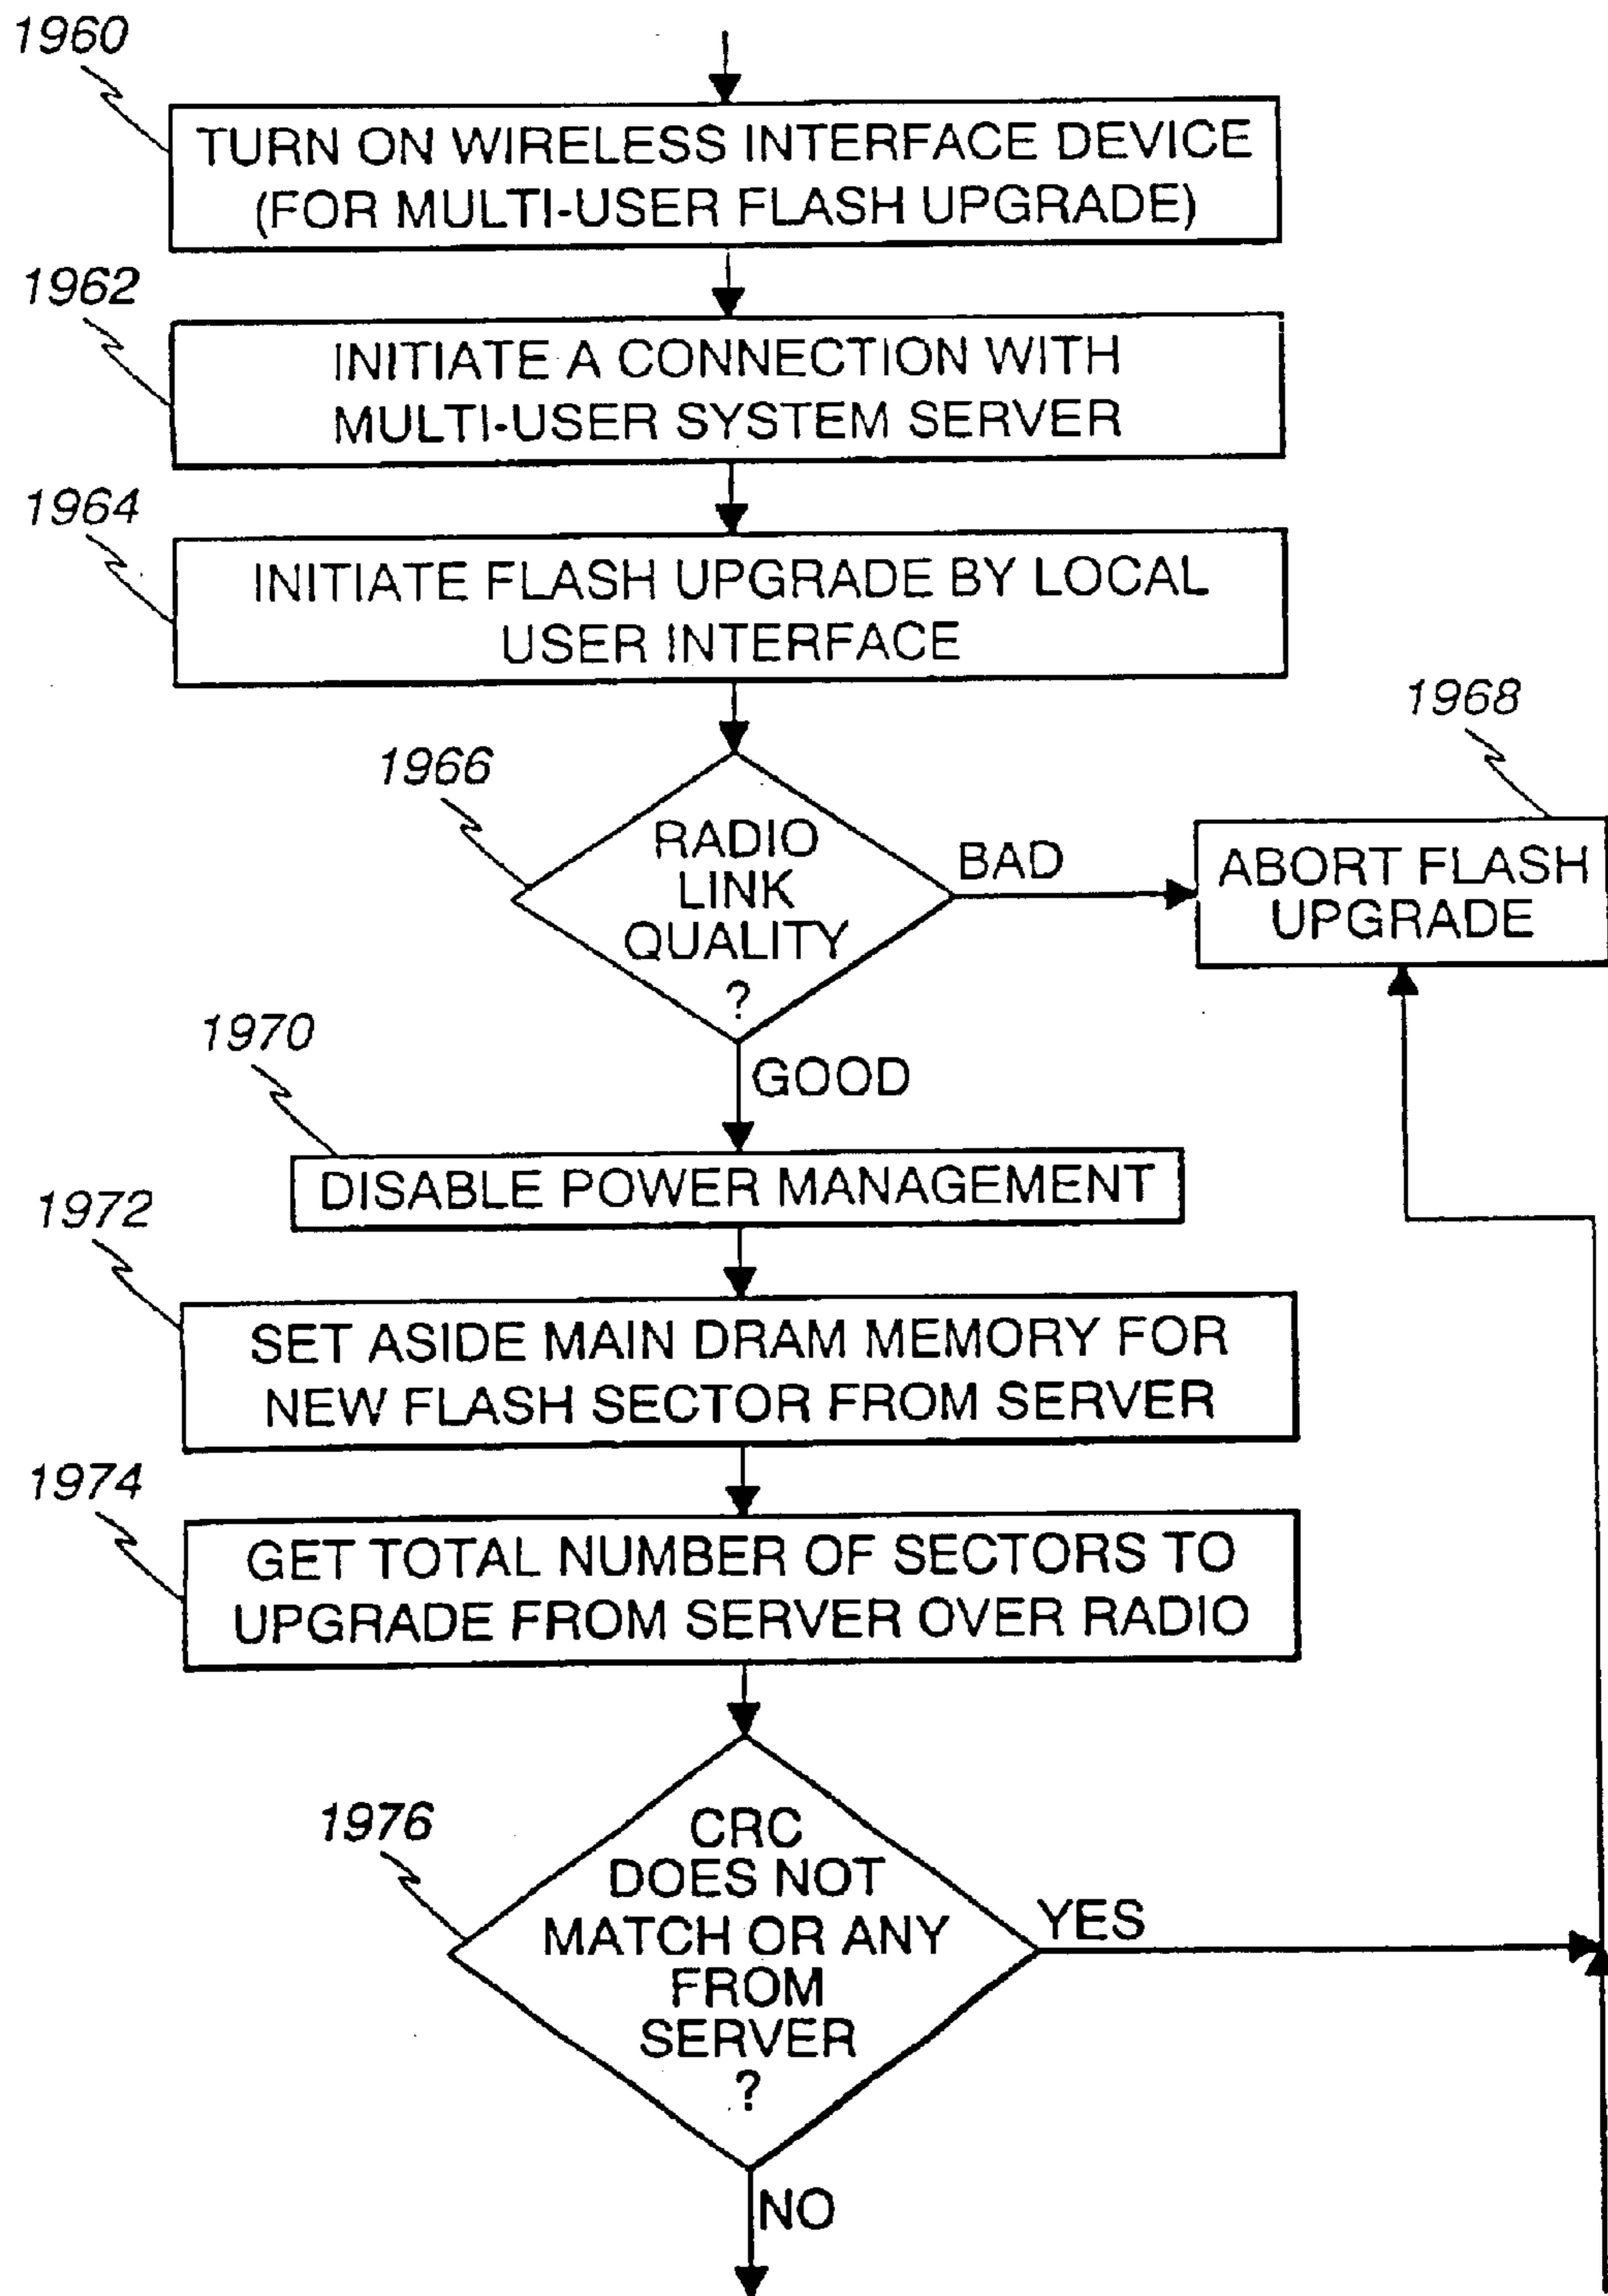 1960
TURN ON WIRELESS INTERFACE DEVICE
(FOR MULTI-USER FLASH UPGRADE)
1962
INITIATE A CONNECTION WITH
MULTI-USER SYSTEM SERVER
1964
INITIATE FLASH UPGRADE BY LOCAL
USER INTERFACE
1966
RADIO
LINK
QUALITY
?
BAD
1968
ABORT FLASH
UPGRADE
GOOD
1970
DISABLE POWER MANAGEMENT
1972
SET ASIDE MAIN DRAM MEMORY FOR
NEW FLASH SECTOR FROM SERVER
1974
GET TOTAL NUMBER OF SECTORS TO
UPGRADE FROM SERVER OVER RADIO
1976
CRC
DOES NOT
MATCH OR ANY
FROM
SERVER
?
YES
NO